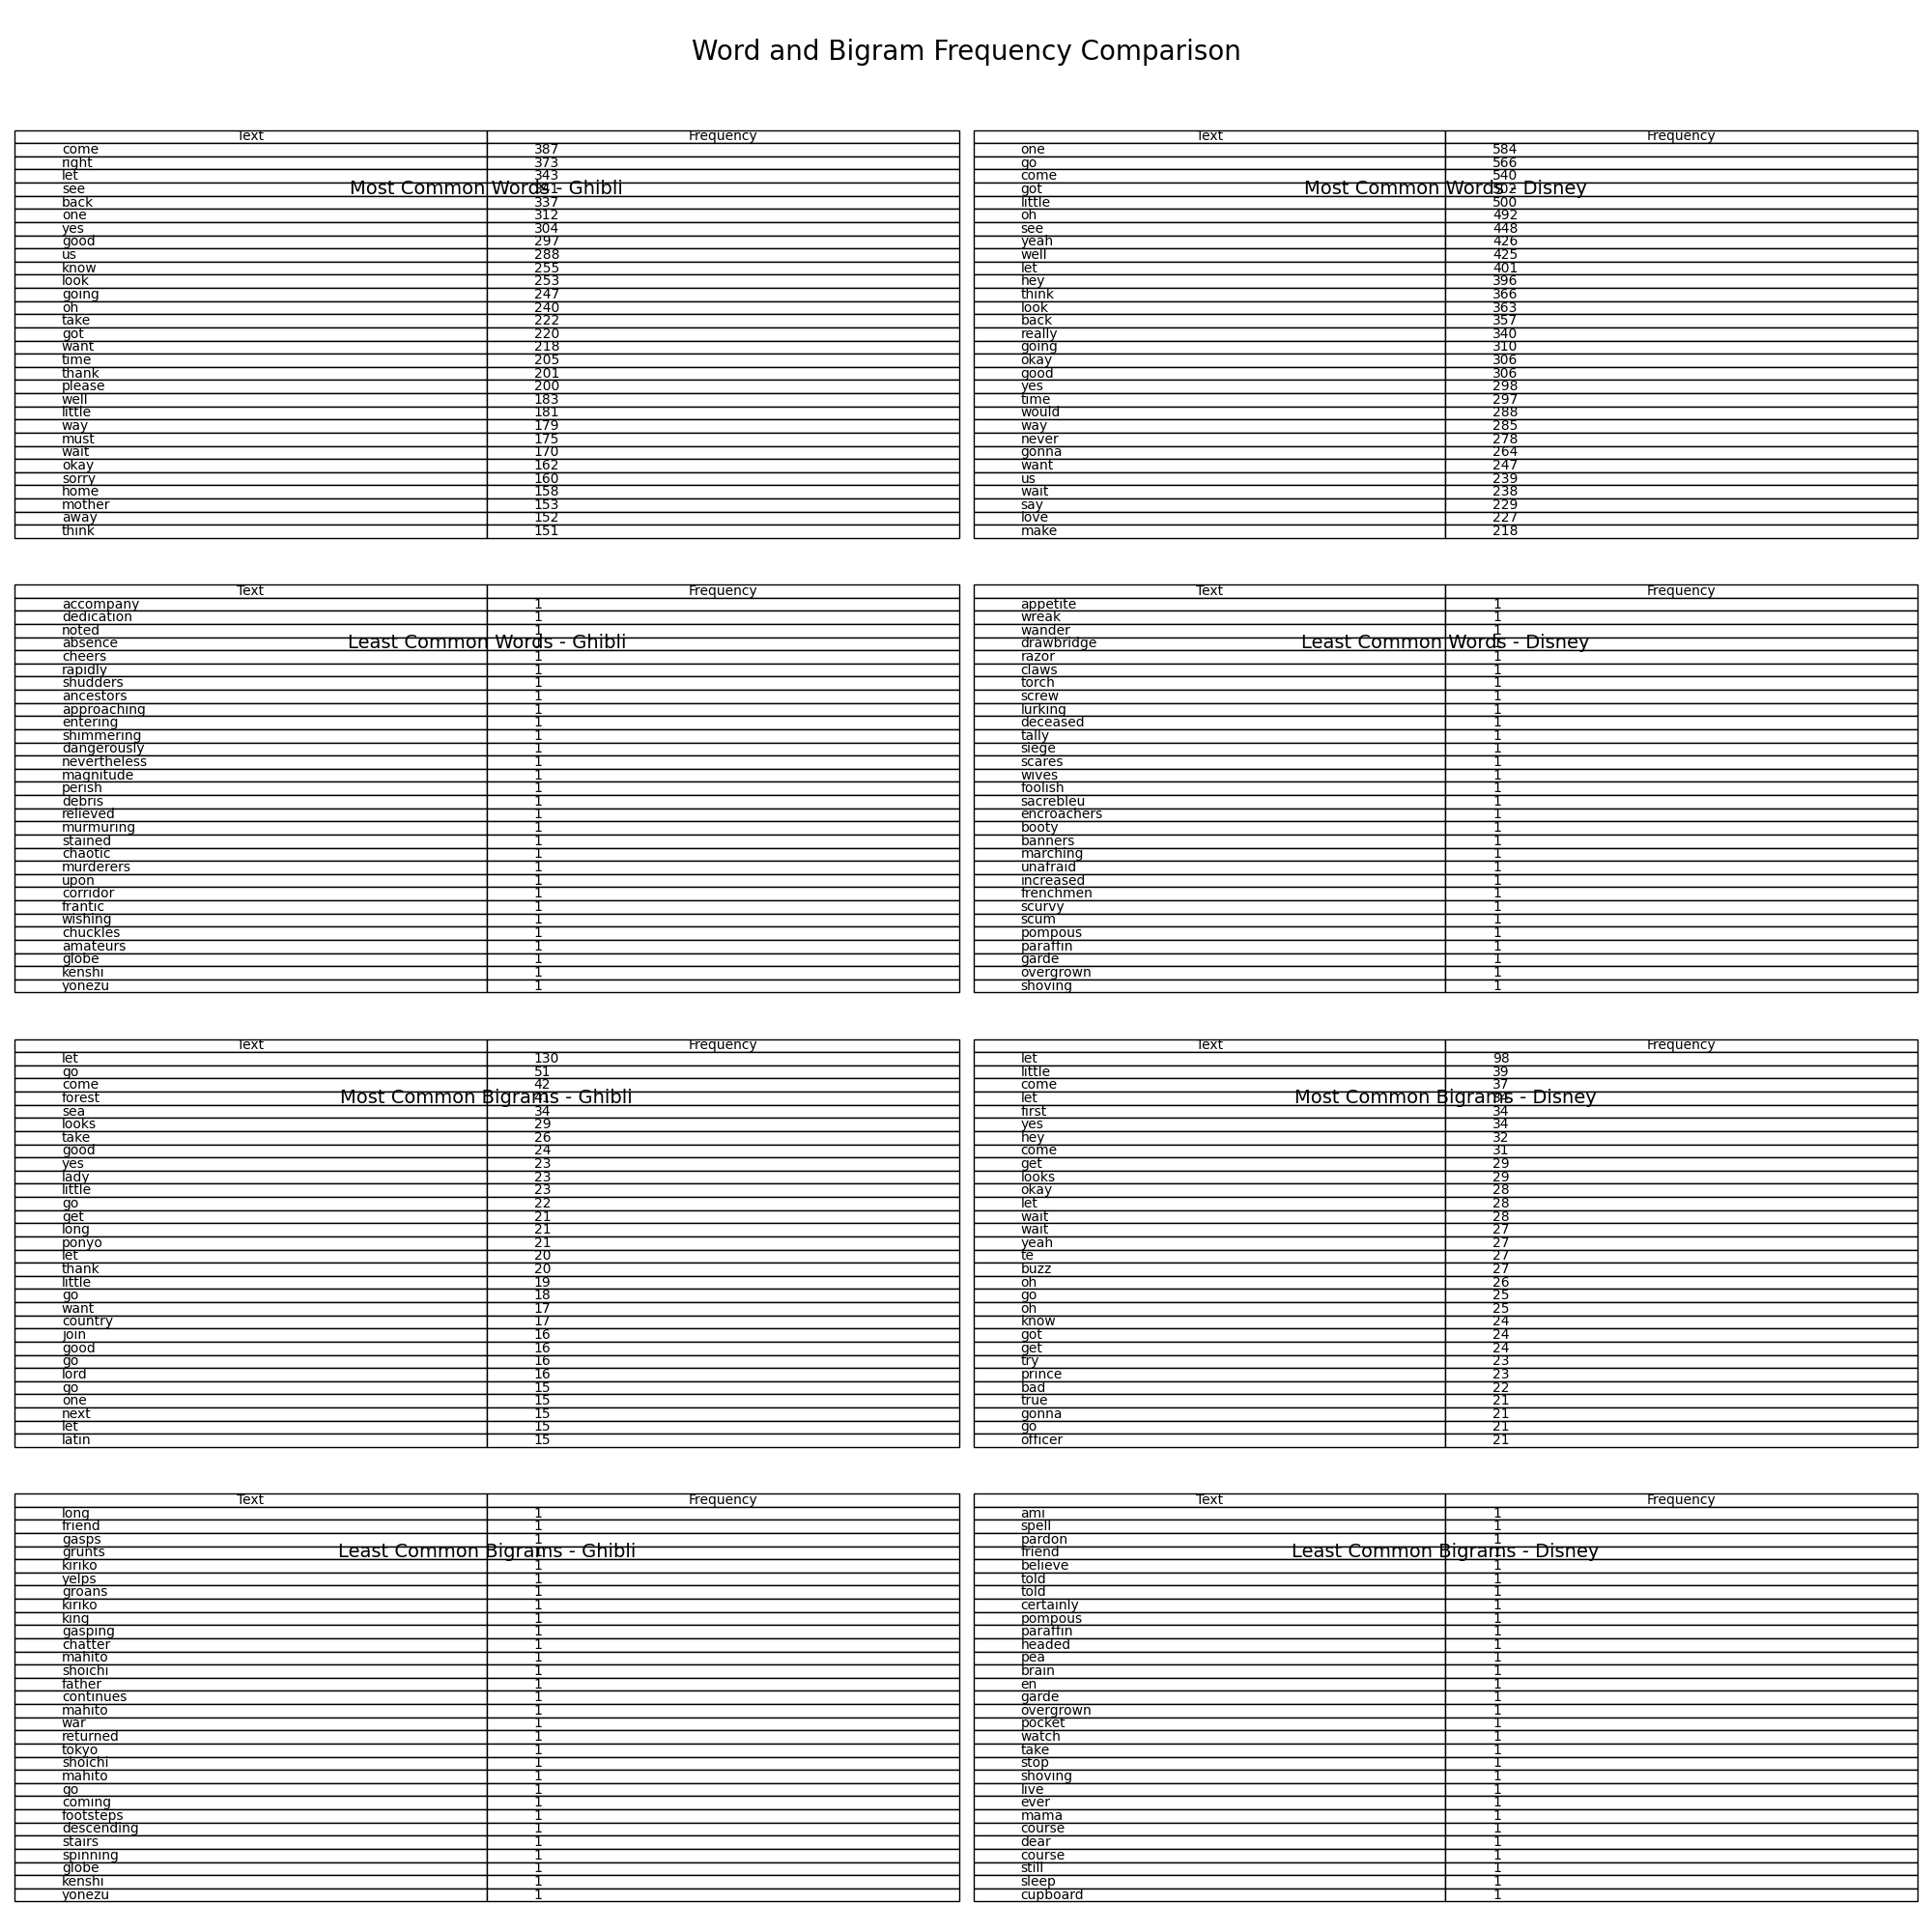 Word and Bigram Frequency Comparison
Text Frequency
come 387
right 373
let 343
Most Common Words - Ghibli
see
back 337
one 312
yes 304
good 297
us 288
know 255
look 253
going 247
oh 240
take 222
got 220
want 218
time 205
thank 201
please 200
well 183
little 181
way 179
must 175
wait 170
okay 162
sorry 160
home 158
mother 153
away 152
think 151
Text Frequency
one 584
go 566
come 540
Most Common Words - Disney
got
little 500
oh 492
see 448
yeah 426
well 425
let 401
hey 396
think 366
look 363
back 357
really 340
going 310
okay 306
good 306
yes 298
time 297
would 288
way 285
never 278
gonna 264
want 247
us 239
wait 238
say 229
love 227
make 218
Text Frequency
accompany 1
dedication 1
noted 1
Least Common Words - Ghibli
absence
cheers 1
rapidly 1
shudders 1
ancestors 1
approaching 1
entering 1
shimmering 1
dangerously 1
nevertheless 1
magnitude 1
perish 1
debris 1
relieved 1
murmuring 1
stained 1
chaotic 1
murderers 1
upon 1
corridor 1
frantic 1
wishing 1
chuckles 1
amateurs 1
globe 1
kenshi 1
yonezu 1
Text Frequency
appetite 1
wreak 1
wander 1
Least Common Words - Disney
drawbridge
razor 1
claws 1
torch 1
screw 1
lurking 1
deceased 1
tally 1
siege 1
scares 1
wives 1
foolish 1
sacrebleu 1
encroachers 1
booty 1
banners 1
marching 1
unafraid 1
increased 1
frenchmen 1
scurvy 1
scum 1
pompous 1
paraffin 1
garde 1
overgrown 1
shoving 1
Text Frequency
let 130
go 51
come 42
Most Common Bigrams - Ghibli
forest
sea 34
looks 29
take 26
good 24
yes 23
lady 23
little 23
go 22
get 21
long 21
ponyo 21
let 20
thank 20
little 19
go 18
want 17
country 17
join 16
good 16
go 16
lord 16
go 15
one 15
next 15
let 15
latin 15
Text Frequency
let 98
little 39
come 37
Most Common Bigrams - Disney
let
first 34
yes 34
hey 32
come 31
get 29
looks 29
okay 28
let 28
wait 28
wait 27
yeah 27
te 27
buzz 27
oh 26
go 25
oh 25
know 24
got 24
get 24
try 23
prince 23
bad 22
true 21
gonna 21
go 21
officer 21
Text Frequency
long 1
friend 1
gasps 1
Least Common Bigrams - Ghibli
grunts
kiriko 1
yelps 1
groans 1
kiriko 1
king 1
gasping 1
chatter 1
mahito 1
shoichi 1
father 1
continues 1
mahito 1
war 1
returned 1
tokyo 1
shoichi 1
mahito 1
go 1
coming 1
footsteps 1
descending 1
stairs 1
spinning 1
globe 1
kenshi 1
yonezu 1
Text Frequency
ami 1
spell 1
pardon 1
Least Common Bigrams - Disney
friend
believe 1
told 1
told 1
certainly 1
pompous 1
paraffin 1
headed 1
pea 1
brain 1
en 1
garde 1
overgrown 1
pocket 1
watch 1
take 1
stop 1
shoving 1
live 1
ever 1
mama 1
course 1
dear 1
course 1
still 1
sleep 1
cupboard 1